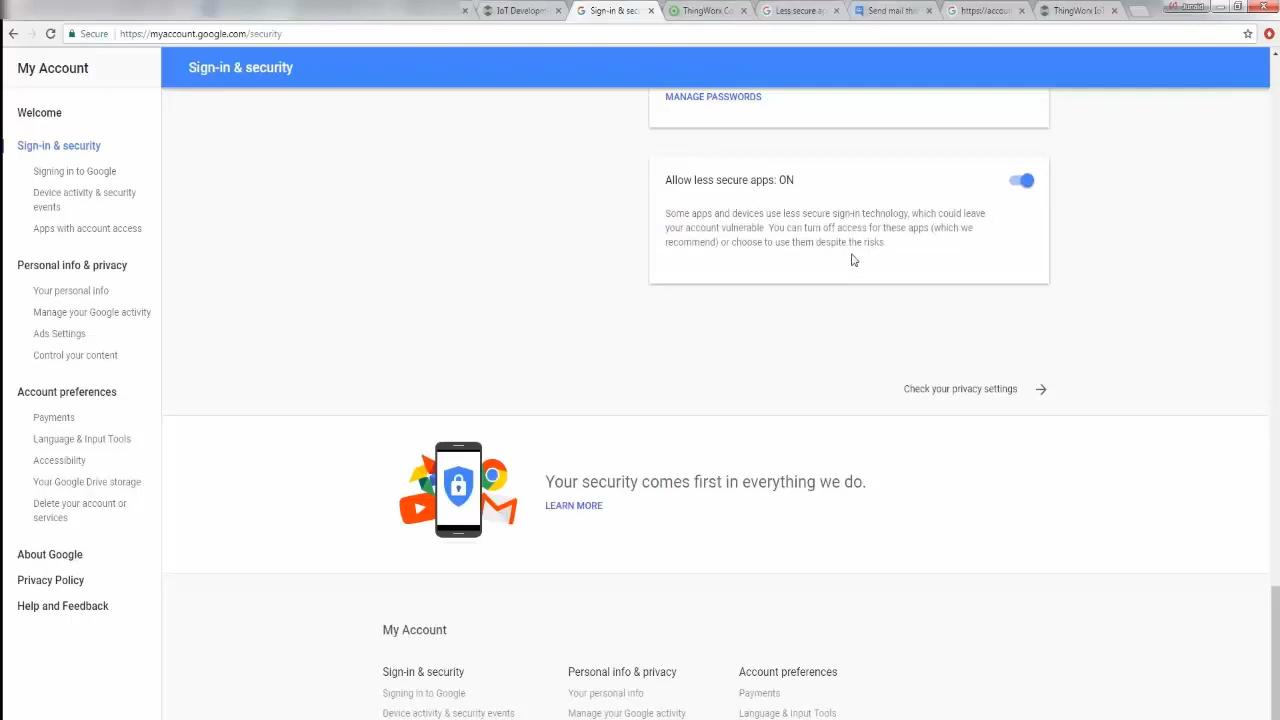 IoT Developm
Sign-in & sec
ThingWorx Co
Less secure ap
Send mail thi
https://accou
ThingWorx IoT
Secure
https://myaccount.google.com/security
My Account
Sign-in & security
Welcome
Sign-in & security
Signing in to Google
Device activity & security
events
Apps with account access
Personal info & privacy
Your personal info
Manage your Google activity
Ads Settings
Control your content
Account preferences
Payments
Language & Input Tools
Accessibility
Your Google Drive storage
Delete your account or
services
About Google
Privacy Policy
Help and Feedback
MANAGE PASSWORDS
Allow less secure apps: ON
Some apps and devices use less secure sign-in technology, which could leave
your account vulnerable. You can turn off access for these apps (which we
recommend) or choose to use them despite the risks.
Check your privacy settings
Your security comes first in everything we do.
LEARN MORE
My Account
Sign-in & security
Personal info & privacy
Account preferences
Signing in to Google
Your personal info
Payments
Device activity & security events
Manage your Google activity
Language & Input Tools